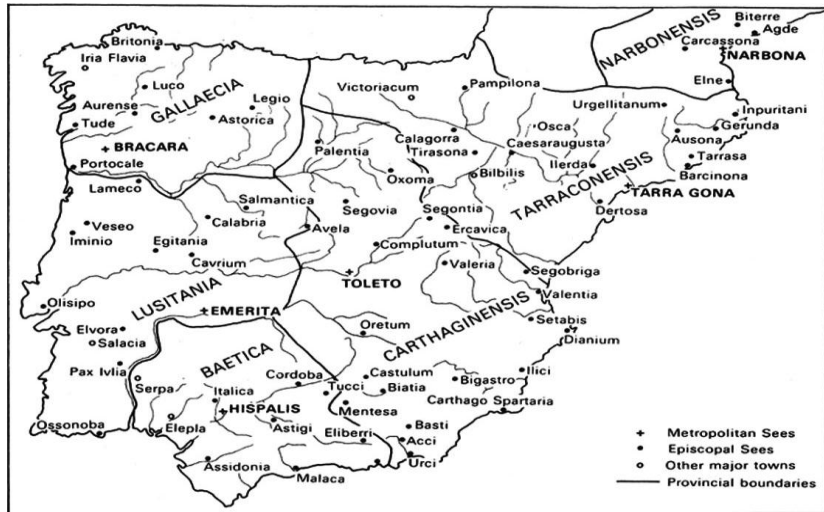 Biterre
Agde
Carcassona
NARBONENSIS
NARBONA
Elne
Britonia
Iria Flavia
Luco
GALLAECIA
Legio
Aurense
Astorica
Tude
BRACARA
Portocale
Victoriacum
Pampilona
Urgellitanum
Inpuritani
Gerunda
Osca
Ausona
Calagorra
Caesaraugusta
Palentia
Tirasona
Tarrasa
Ilerda
Barcinona
Oxoma
Bilbilis
TARRACONENSIS
TARRA GONA
Dertosa
Lameco
Salmantica
Segovia
Segontia
Calabria
Veseo
Iminio
Avela
Ercavica
Egitania
Complutum
Cavrium
Valeria
Segobriga
TOLETO
Valentia
Olisipo
LUSITANIA
EMERITA
CARTHAGINENSIS
Setabis
Dianium
Elvora
Oretum
Salacia
BAETICA
Pax Ivlia
Cordoba
Castulum
Ilici
Serpa
Italica
Tucci
Biatia
Bigastro
Carthago Spartaria
HISPALIS
Mentesa
Ossonoba
Elepla
Astigi
Eliberri
Basti
Acci
Assidonia
Malaca
Urci
Metropolitan Sees
Episcopal Sees
Other major towns
Provincial boundaries